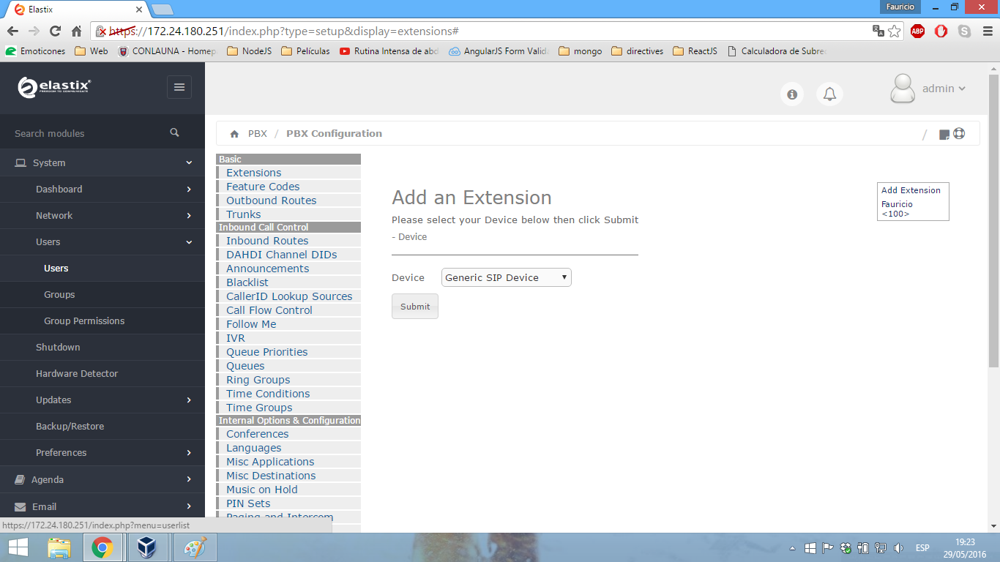 Elastix
Fauricio
https://172.24.180.251/index.php?type=setup&display=extensions#
ABP
Emoticones
Web
CONLAUNA - Homep
NodeJS
Películas
Rutina Intensa de abd
AngularJS Form Valid
mongo
directives
ReactJS
Calculadora de Subre
elastix
FREEDOM TO COMMUNICATE
admin
Search modules
System
Dashboard
Network
Users
Users
Groups
Group Permissions
Shutdown
Hardware Detector
Updates
Backup/Restore
Preferences
Agenda
Email
https://172.24.180.251/index.php?menu=userlist
PBX / PBX Configuration /
Basic
Extensions
Feature Codes
Outbound Routes
Trunks
Inbound Call Control
Inbound Routes
DAHDI Channel DIDs
Announcements
Blacklist
CallerID Lookup Sources
Call Flow Control
Follow Me
IVR
Queue Priorities
Queues
Ring Groups
Time Conditions
Time Groups
Internal Options & Configuration
Conferences
Languages
Misc Applications
Misc Destinations
Music on Hold
PIN Sets
Paging and Intercom
Add an Extension
Please select your Device below then click Submit
- Device
Device Generic SIP Device
Submit
Add Extension
Fauricio
<100>
ESP
19:23
29/05/2016